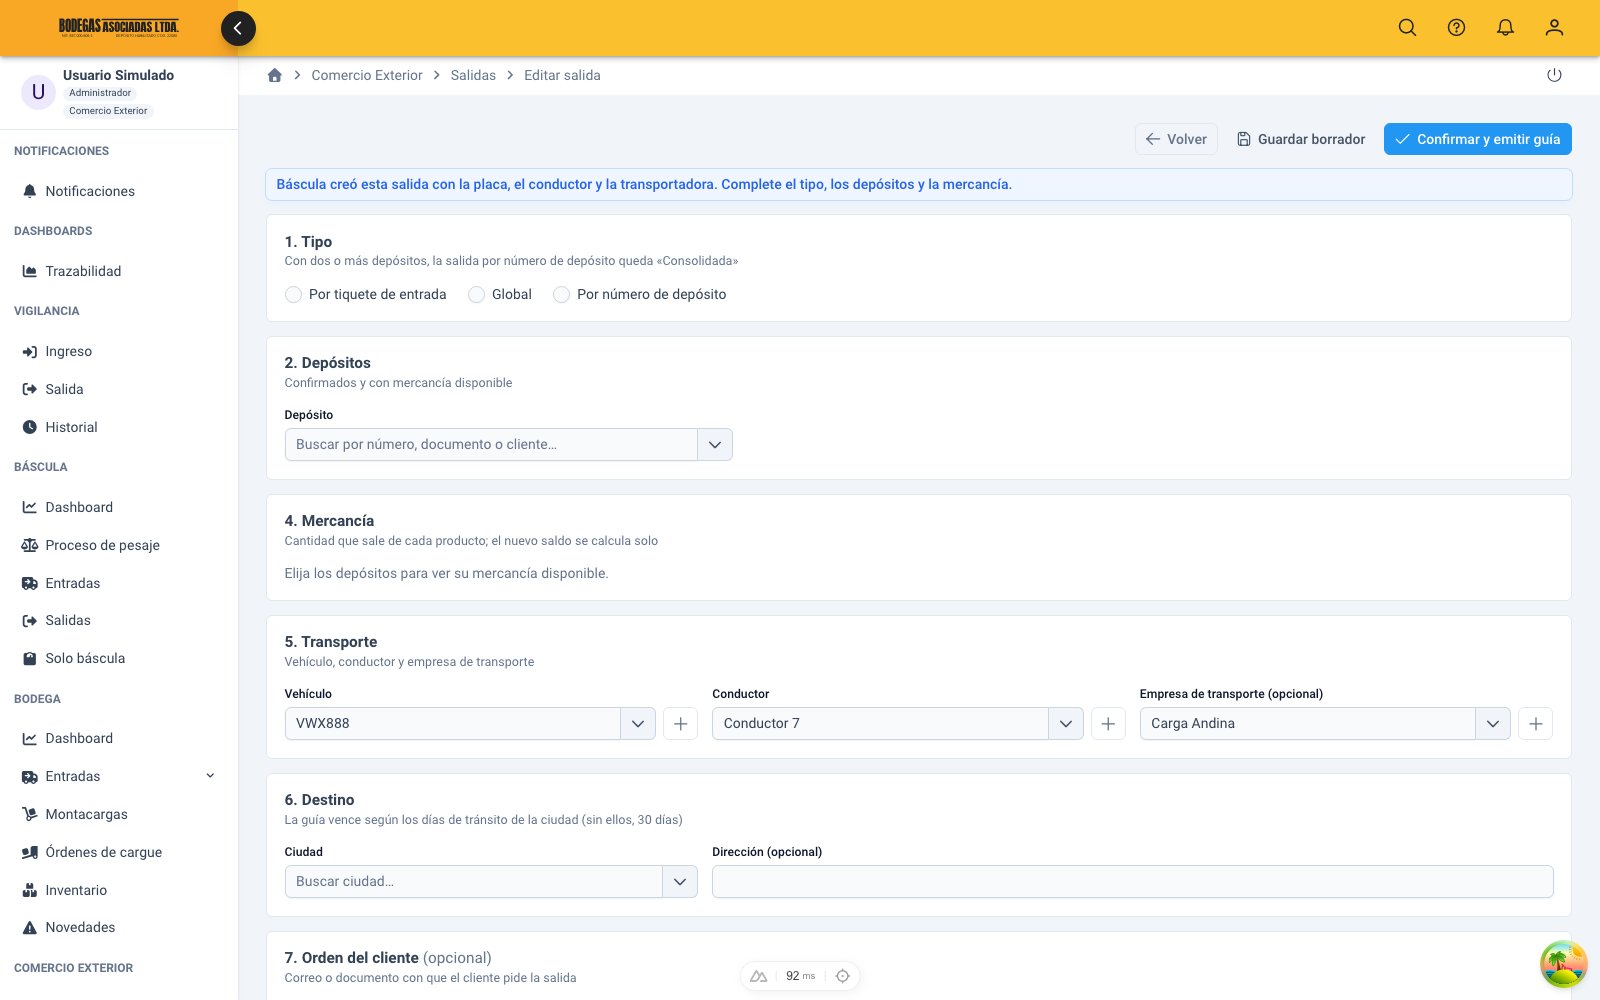 BODEGAS ASOCIADAS LTDA.
Usuario Simulado
U
Administrador
Comercio Exterior
NOTIFICACIONES
Notificaciones
DASHBOARDS
Trazabilidad
VIGILANCIA
Ingreso
Salida
Historial
BÁSCULA
Dashboard
Proceso de pesaje
Entradas
Salidas
Solo báscula
BODEGA
Dashboard
Entradas
Montacargas
Órdenes de cargue
Inventario
Novedades
COMERCIO EXTERIOR
Comercio Exterior > Salidas > Editar salida
Volver Guardar borrador Confirmar y emitir guía
Báscula creó esta salida con la placa, el conductor y la transportadora. Complete el tipo, los depósitos y la mercancía.
1. Tipo
Con dos o más depósitos, la salida por número de depósito queda «Consolidada»
Por tiquete de entrada Global Por número de depósito
2. Depósitos
Confirmados y con mercancía disponible
Depósito
Buscar por número, documento o cliente...
4. Mercancía
Cantidad que sale de cada producto; el nuevo saldo se calcula solo
Elija los depósitos para ver su mercancía disponible.
5. Transporte
Vehículo, conductor y empresa de transporte
Vehículo Conductor Empresa de transporte (opcional)
VWX888 Conductor 7 Carga Andina
6. Destino
La guía vence según los días de tránsito de la ciudad (sin ellos, 30 días)
Ciudad Dirección (opcional)
Buscar ciudad...
7. Orden del cliente (opcional)
Correo o documento con que el cliente pide la salida
92 ms